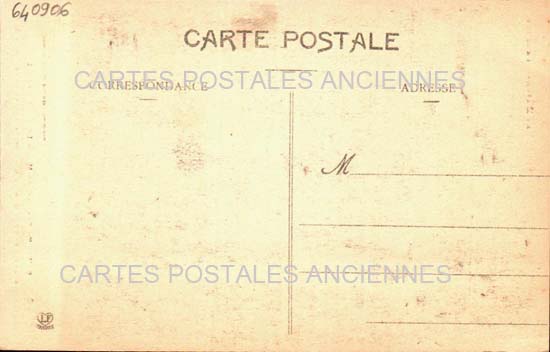 640906
CARTE POSTALE
CARTES POSTALES ANCIENNES
CORRESPONDANCE
ADRESSE
M
CARTES POSTALES ANCIENNES